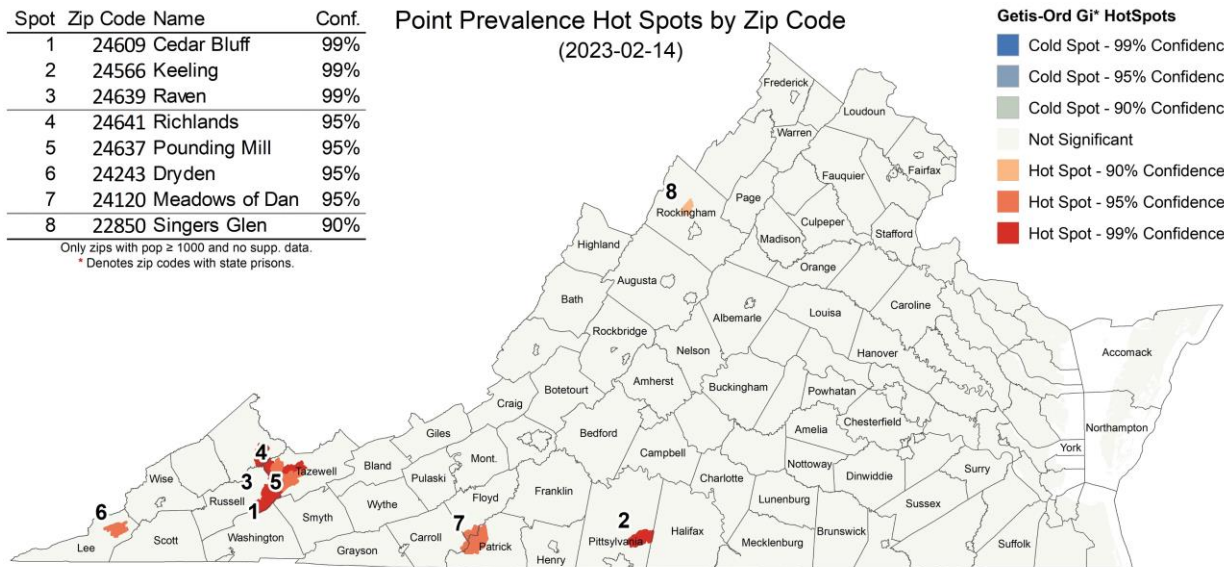 Spot Zip Code Name Conf.
1 24609 Cedar Bluff 99%
2 24566 Keeling 99%
3 24639 Raven 99%
4 24641 Richlands 95%
5 24637 Pounding Mill 95%
6 24243 Dryden 95%
7 24120 Meadows of Dan 95%
8 22850 Singers Glen 90%
Only zips with pop ≥ 1000 and no supp. data.
* Denotes zip codes with state prisons.
Point Prevalence Hot Spots by Zip Code
(2023-02-14)
Getis-Ord Gi* HotSpots
Cold Spot - 99% Confidenc
Cold Spot - 95% Confidenc
Cold Spot - 90% Confidenc
Not Significant
Hot Spot - 90% Confidence
Hot Spot - 95% Confidence
Hot Spot - 99% Confidence
Frederick
Loudoun
Warren
Fairfax
Fauquier
8
Page
Rockingham
Culpeper
Stafford
Madison
Highland
Orange
Augusta
Bath
Caroline
Louisa
Albemarle
Rockbridge
Accomack
Hanover
Nelson
Amherst
Buckingham
Powhatan
Botetourt
Craig
Chesterfield
Northampton
Amelia
Giles
Bedford
York
4
Mont.
Campbell
Tazewell
Bland
Nottoway
Surry
Wise
3
5
Pulaski
Charlotte
Dinwiddie
Russell
Floyd
Franklin
Lunenburg
Sussex
6
1
Smyth
Wythe
7
2
Halifax
Washington
Carroll
Pittsylvania
Brunswick
Lee
Scott
Grayson
Patrick
Henry
Mecklenburg
Suffolk